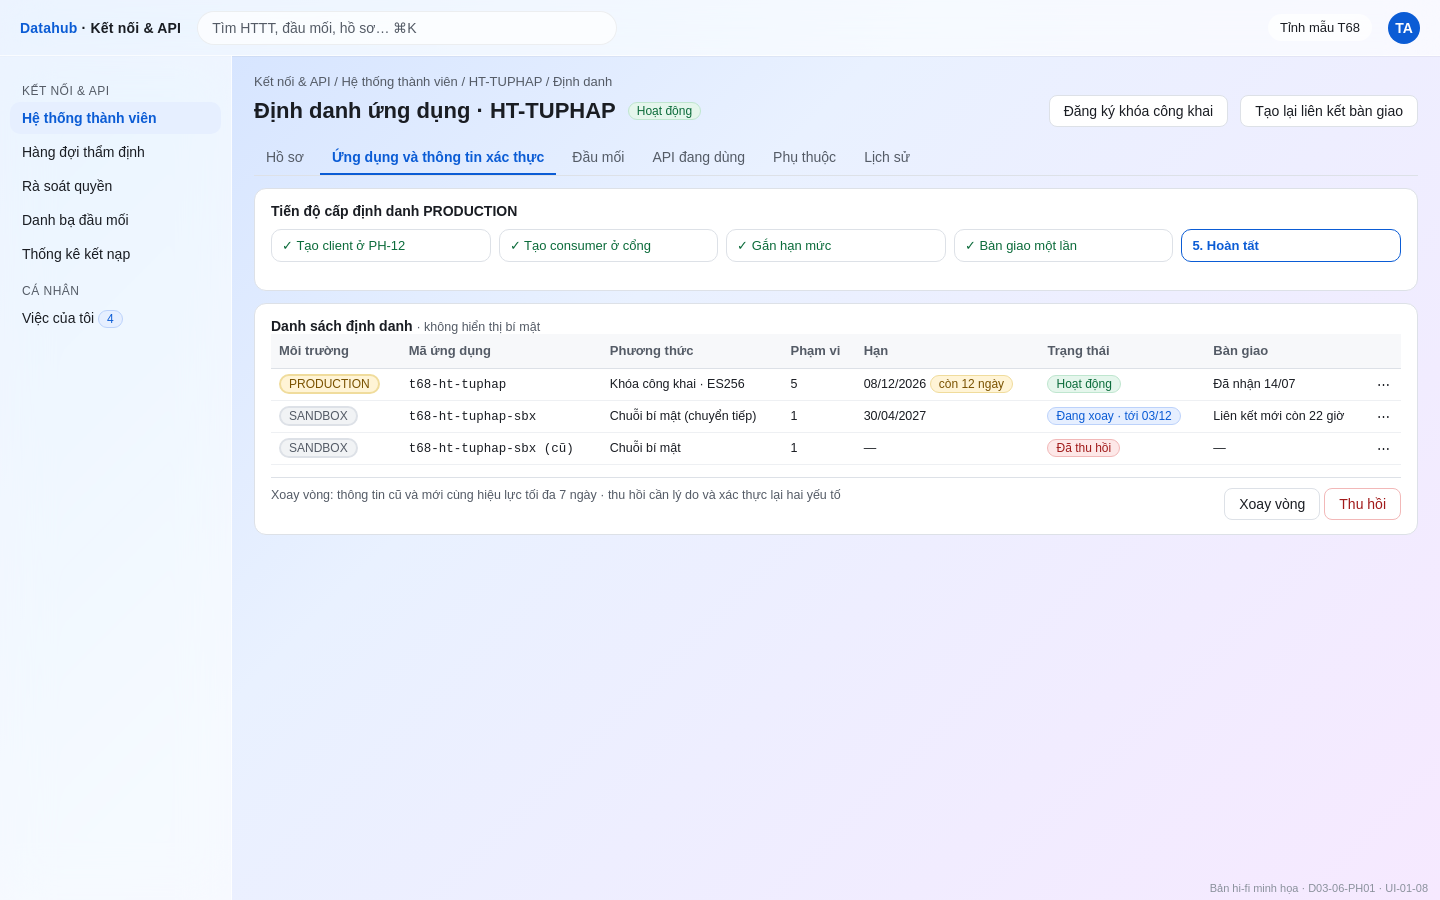 Datahub · Kết nối & API
Tìm HTTT, đầu mối, hồ sơ… ⌘K
Tỉnh mẫu T68
TA
KẾT NỐI & API
Hệ thống thành viên
Hàng đợi thẩm định
Rà soát quyền
Danh bạ đầu mối
Thống kê kết nạp
CÁ NHÂN
Việc của tôi 4
Kết nối & API / Hệ thống thành viên / HT-TUPHAP / Định danh
Định danh ứng dụng · HT-TUPHAP Hoạt động
Đăng ký khóa công khai
Tạo lại liên kết bàn giao
Hồ sơ Ứng dụng và thông tin xác thực Đầu mối API đang dùng Phụ thuộc Lịch sử
Tiến độ cấp định danh PRODUCTION
✓ Tạo client ở PH-12 ✓ Tạo consumer ở cổng ✓ Gắn hạn mức ✓ Bàn giao một lần 5. Hoàn tất
Danh sách định danh · không hiển thị bí mật
Môi trường Mã ứng dụng Phương thức Phạm vi Hạn Trạng thái Bàn giao
PRODUCTION t68-ht-tuphap Khóa công khai · ES256 5 08/12/2026 còn 12 ngày Hoạt động Đã nhận 14/07 ⋯
SANDBOX t68-ht-tuphap-sbx Chuỗi bí mật (chuyển tiếp) 1 30/04/2027 Đang xoay · tới 03/12 Liên kết mới còn 22 giờ ⋯
SANDBOX t68-ht-tuphap-sbx (cũ) Chuỗi bí mật 1 — Đã thu hồi — ⋯
Xoay vòng: thông tin cũ và mới cùng hiệu lực tối đa 7 ngày · thu hồi cần lý do và xác thực lại hai yếu tố
Xoay vòng
Thu hồi
Bản hi-fi minh họa · D03-06-PH01 · UI-01-08